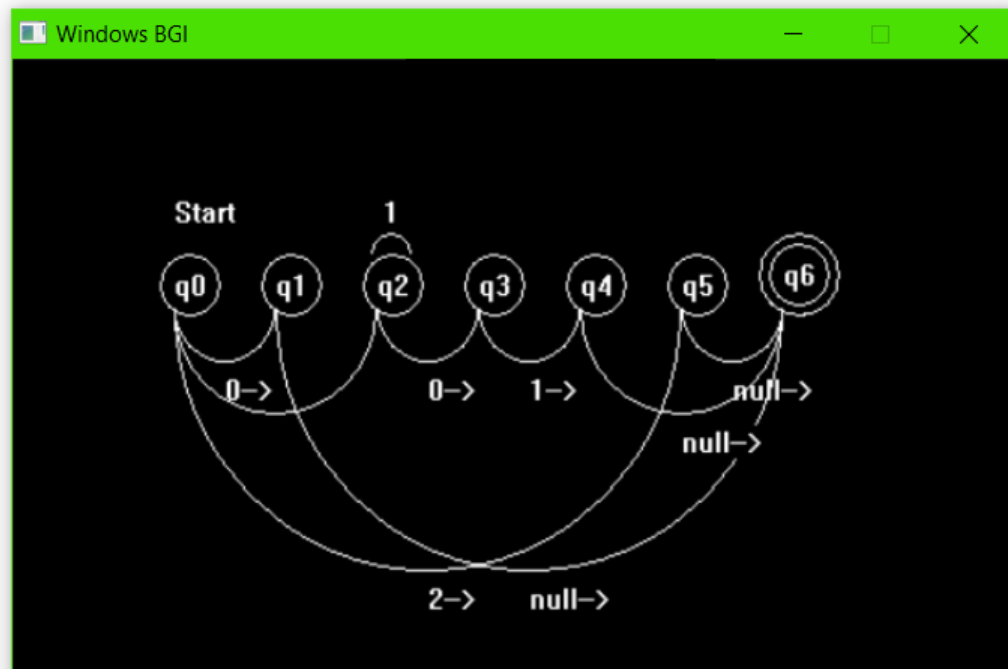 Windows BGI
Start 1
q0 q1 q2 q3 q4 q5 q6
0-> 0-> 1-> null->
null->
2-> null->